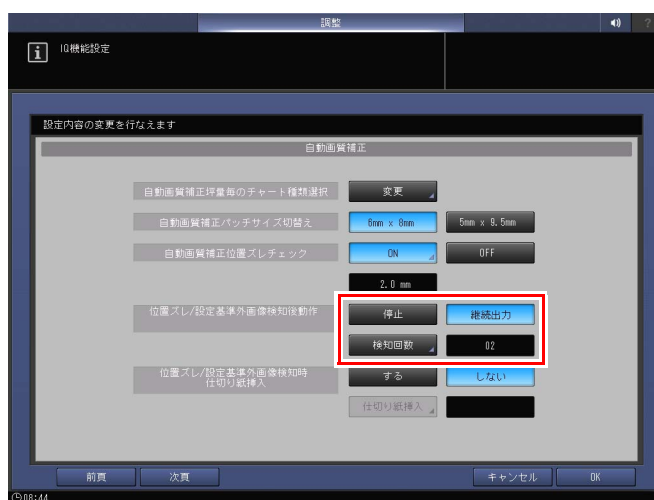 調整
?
i IQ機能設定
設定内容の変更を行なえます
自動画質補正
自動画質補正坪量毎のチャート種類選択 変更
自動画質補正パッチサイズ切替え 6mm x 8mm 5mm x 9.5mm
自動画質補正位置ズレチェック ON OFF
2.0 mm
位置ズレ/設定基準外画像検知後動作 停止 継続出力
検知回数 02
位置ズレ/設定基準外画像検知時 する しない
仕切り紙挿入
仕切り紙挿入
前頁 次頁 キャンセル OK
08:44